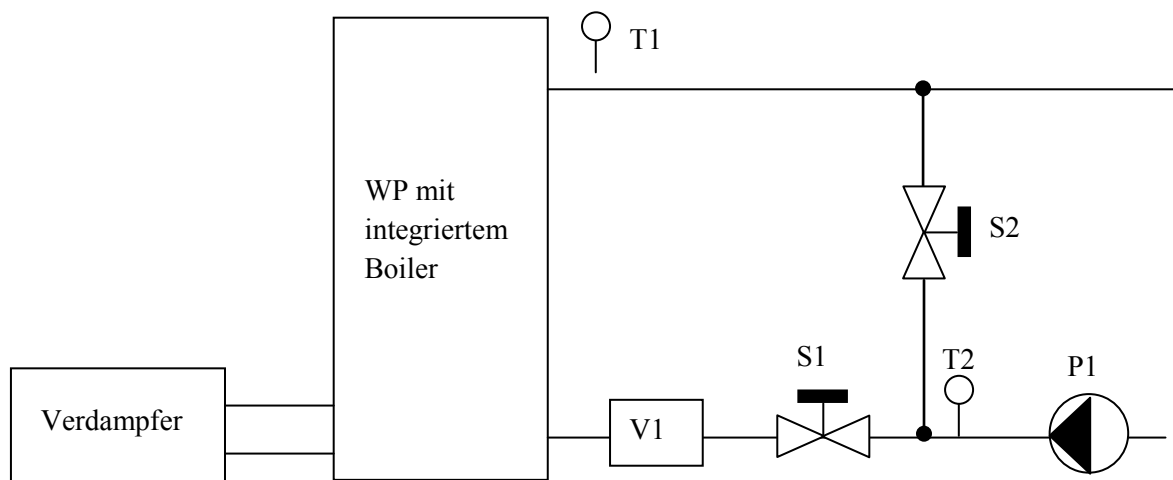 T1
WP mit
integriertem
Boiler
S2
S1
T2
P1
Verdampfer
V1